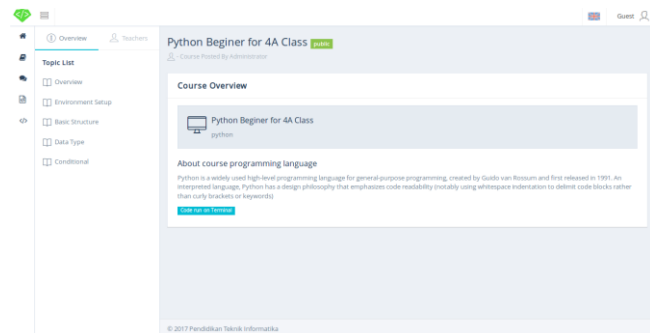 Guest
Overview
Teachers
Topic List
Overview
Environment Setup
Basic Structure
Data Type
Conditional
Python Beginer for 4A Class public
- Course Posted By Administrator
Course Overview
Python Beginer for 4A Class
python
About course programming language
Python is a widely used high-level programming language for general-purpose programming, created by Guido van Rossum and first released in 1991. An
interpreted language, Python has a design philosophy that emphasizes code readability (notably using whitespace indentation to delimit code blocks rather
than curly brackets or keywords)
Code run on Terminal
© 2017 Pendidikan Teknik Informatika